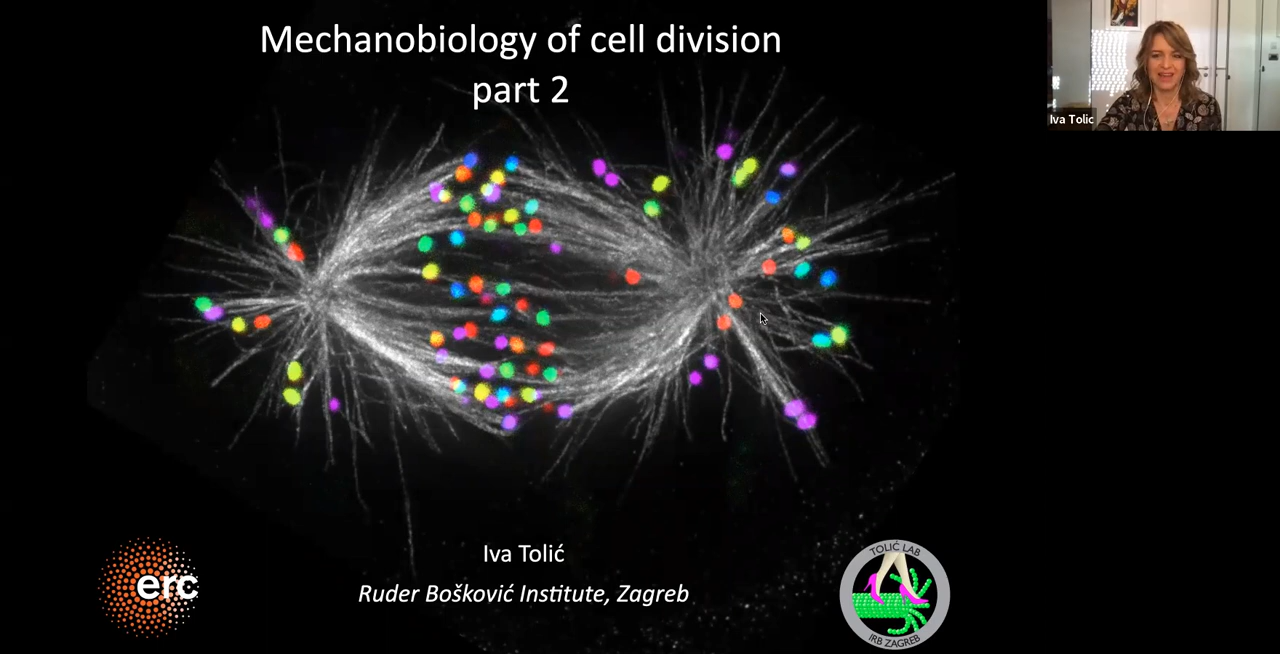 Mechanobiology of cell division
part 2
Iva Tolic
Iva Tolić
Ruder Bošković Institute, Zagreb
erc
TOLIĆ LAB
IRB ZAGREB